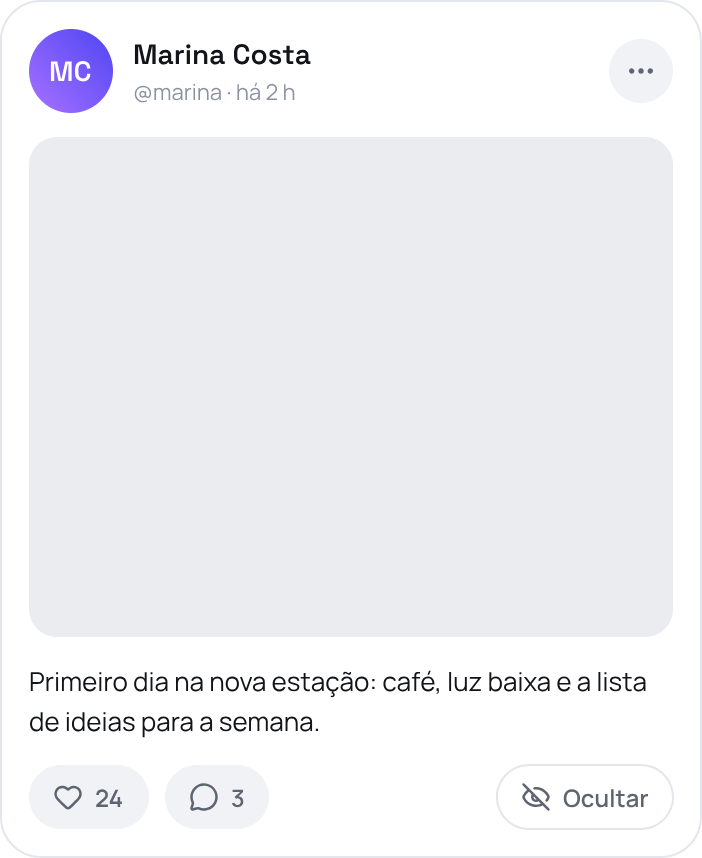 MC
Marina Costa
@marina · há 2 h
Primeiro dia na nova estação: café, luz baixa e a lista
de ideias para a semana.
24
3
Ocultar